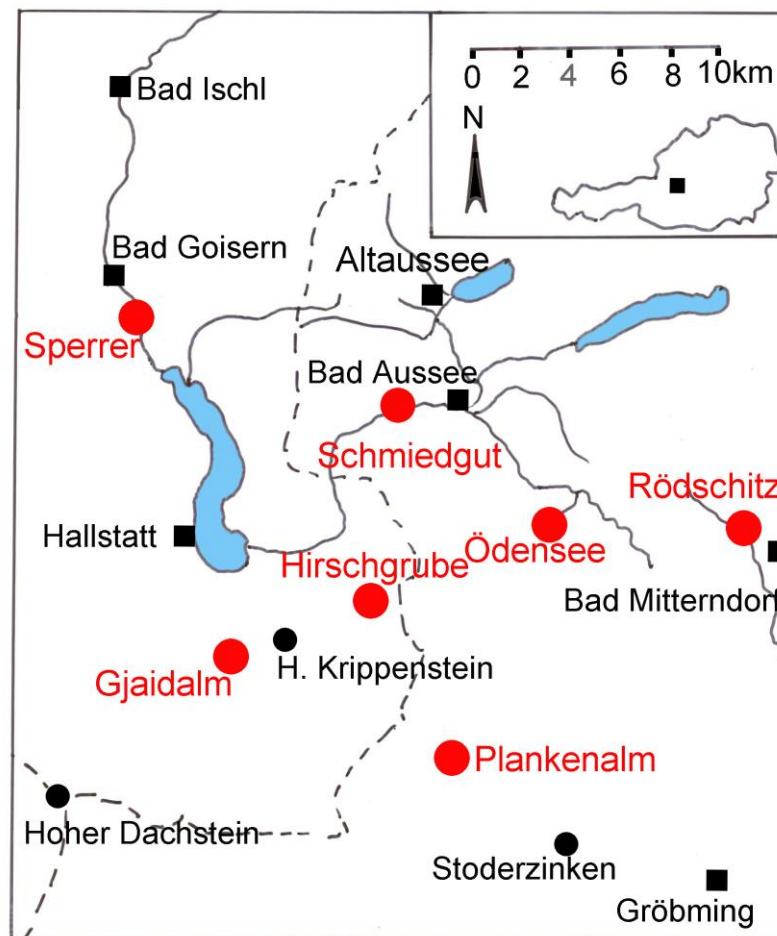 0 2 4 6 8 10km
N
Bad Ischl
Bad Goisern
Altaussee
Sperrer
Bad Aussee
Schmiedgut
Rödschitz
Hallstatt
Ödensee
Hirschgrube
Bad Mitterndorf
H. Krippenstein
Gjaidalm
Plankenalm
Hoher Dachstein
Stoderzinken
Gröbming